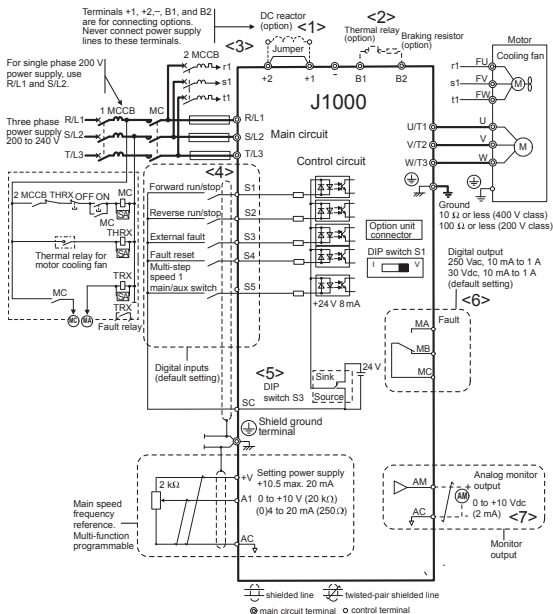 Terminals +1, +2,–, B1, and B2
are for connecting options.
Never connect power supply
lines to these terminals.
DC reactor
(option)
<1>
Jumper
+2
+1
–
<2>
Thermal relay
(option)
Braking resistor
(option)
B1
B2
Motor
Cooling fan
r1
FU
s1
FV
t1
FW
M
<3>
2 MCCB
r1
s1
t1
For single phase 200 V
power supply, use
R/L1 and S/L2.
1 MCCB
MC
R/L1
R/L1
Three phase
power supply
200 to 240 V
S/L2
S/L2
T/L3
T/L3
Main circuit
J1000
U/T1
U
V/T2
V
W/T3
W
M
Ground
10 Ω or less (400 V class)
100 Ω or less (200 V class)
<4>
Control circuit
2 MCCB
THRX
OFF
ON
MC
SA
MC
THRX
SA
Thermal relay for
motor cooling fan
TRX
SA
MC
TRX
MC
MA
Fault relay
Forward run/stop
S1
Reverse run/stop
S2
External fault
S3
Fault reset
S4
Multi-step
speed 1
main/aux switch
S5
+24 V 8 mA
Option unit
connector
DIP switch S1
I
V
Digital output
250 Vac, 10 mA to 1 A
30 Vdc, 10 mA to 1 A
(default setting)
<6>
MA
Fault
MB
MC
Digital inputs
(default setting)
<5>
DIP
switch S3
Sink
Source
24 V
SC
Shield ground
terminal
Main speed
frequency
reference.
Multi-function
programmable
2 kΩ
+V
Setting power supply
+10.5 max. 20 mA
A1
0 to +10 V (20 kΩ)
(0)4 to 20 mA (250 Ω)
AC
AM
Analog monitor
output
AM
0 to +10 Vdc
(2 mA)
AC
<7>
Monitor
output
shielded line
twisted-pair shielded line
main circuit terminal
control terminal